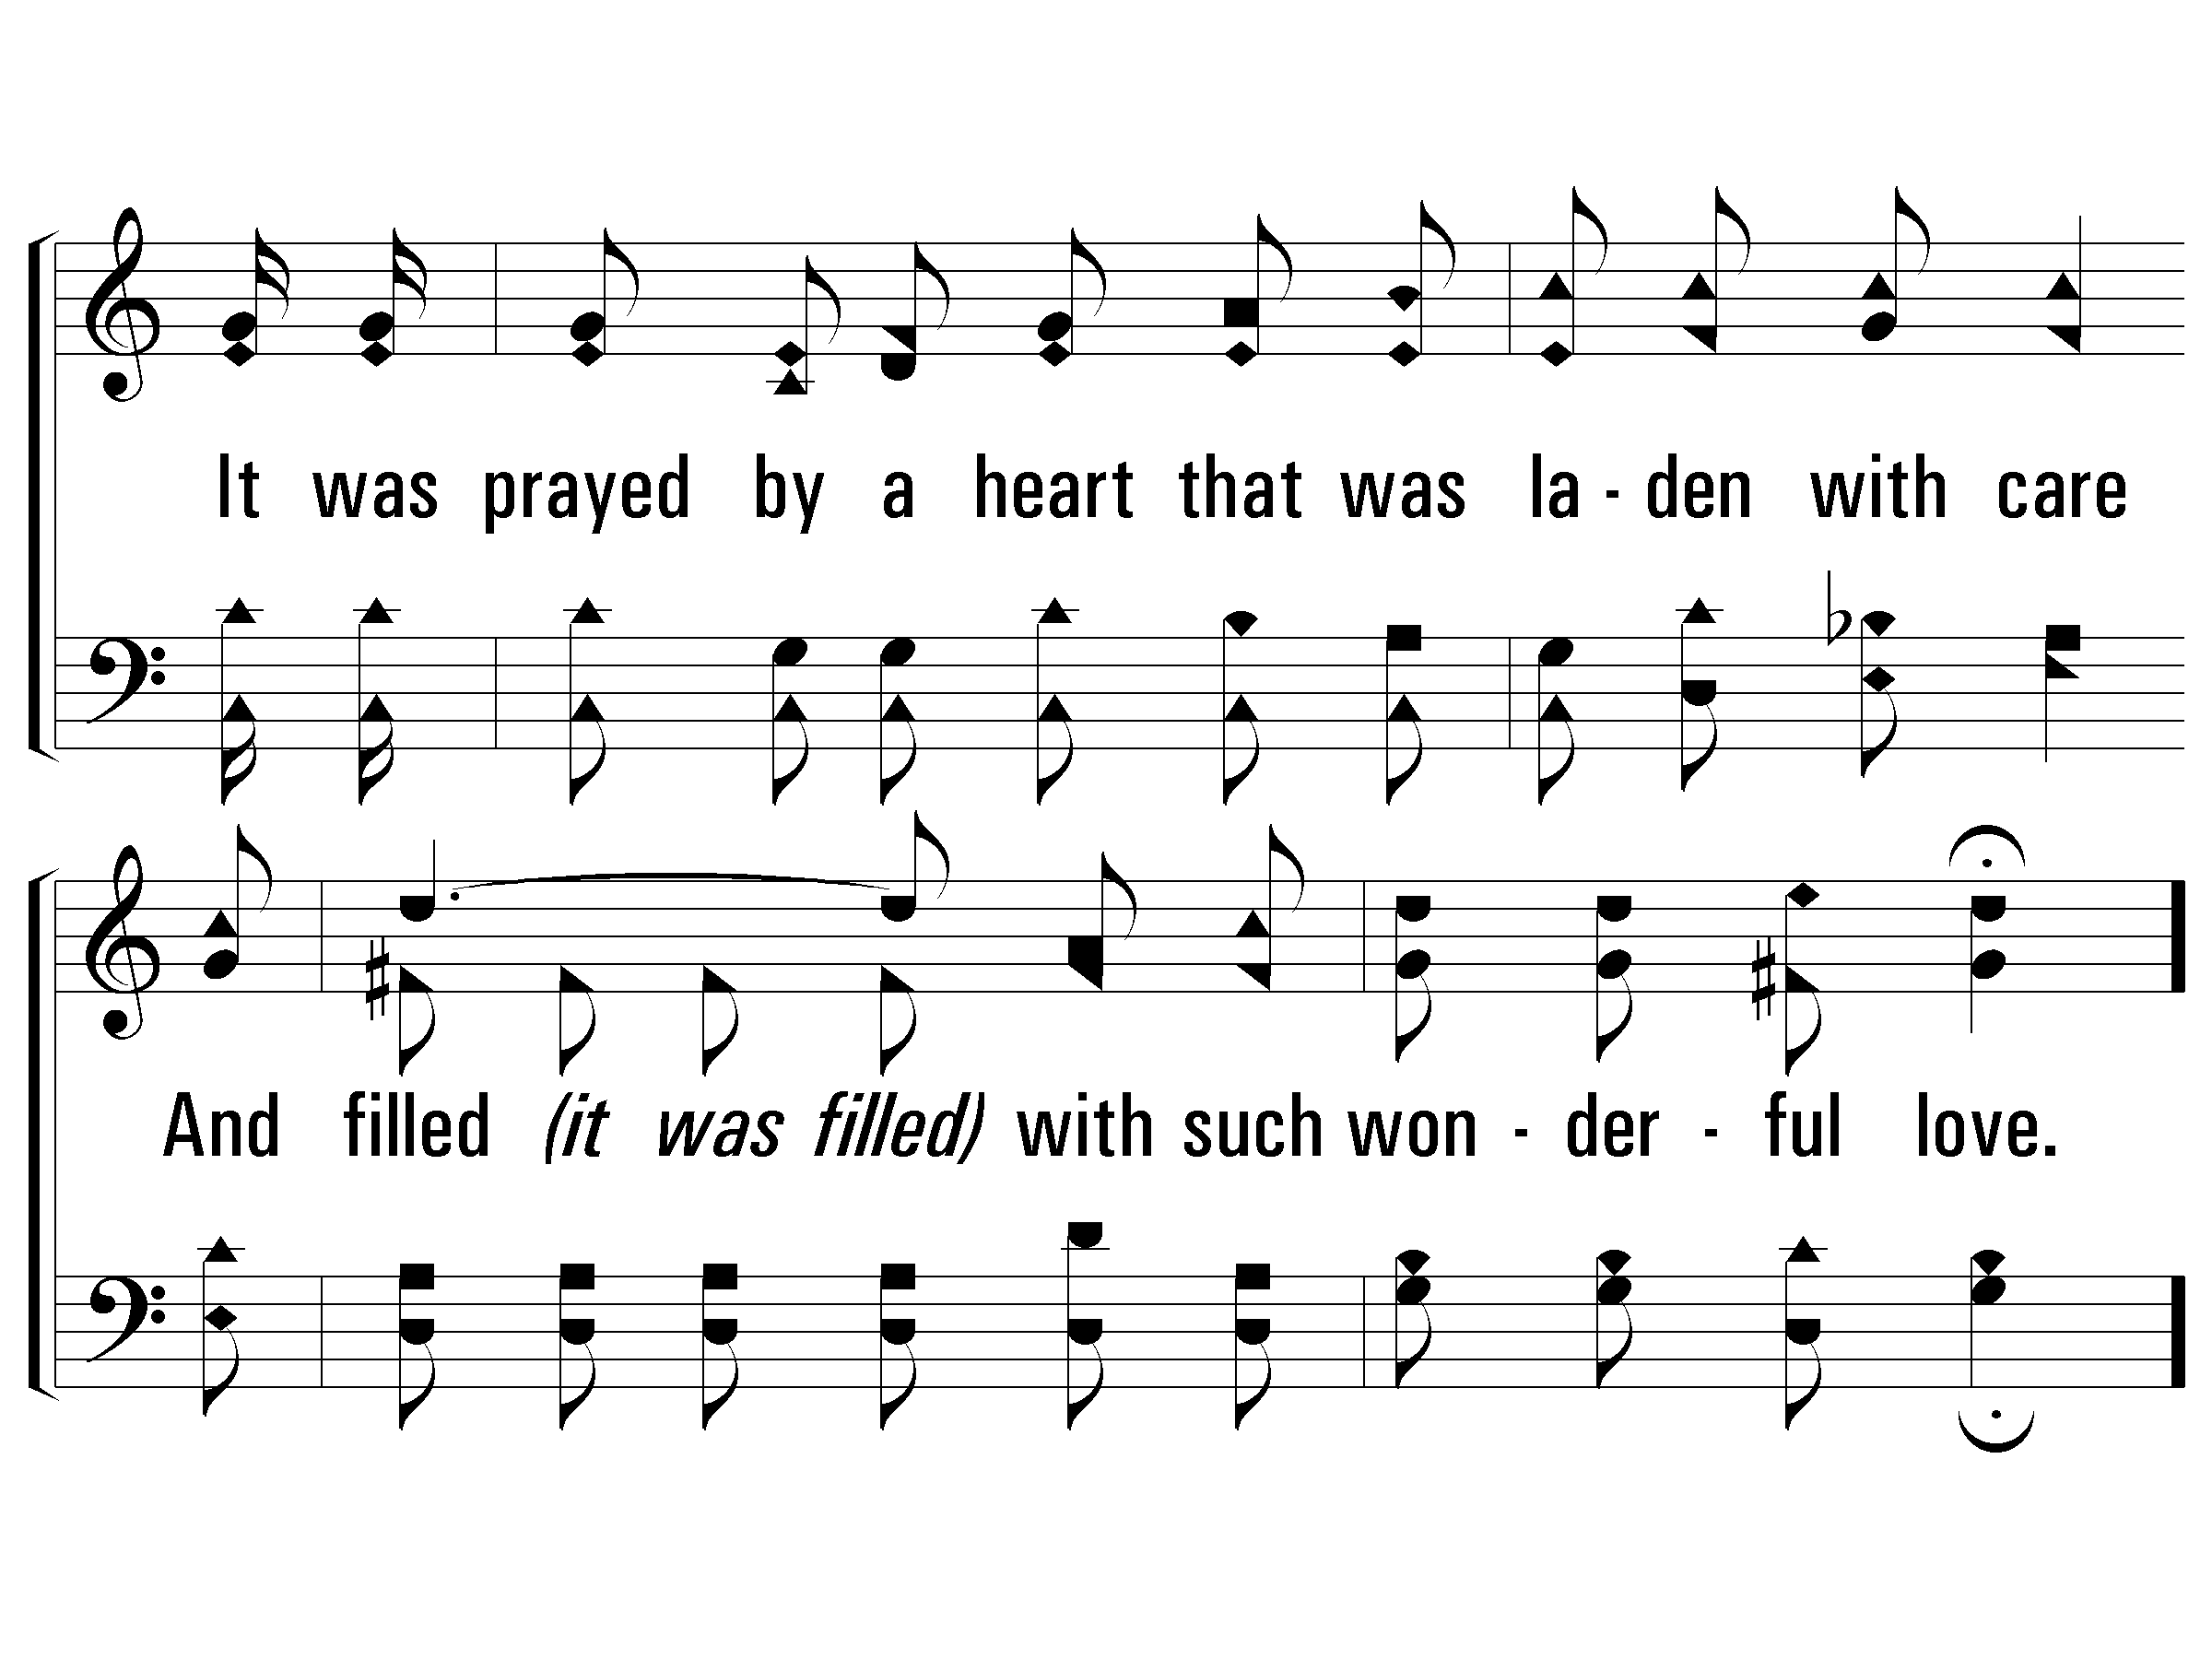 It was prayed by a heart that was la - den with care
And filled (it was filled) with such won - der - ful love.